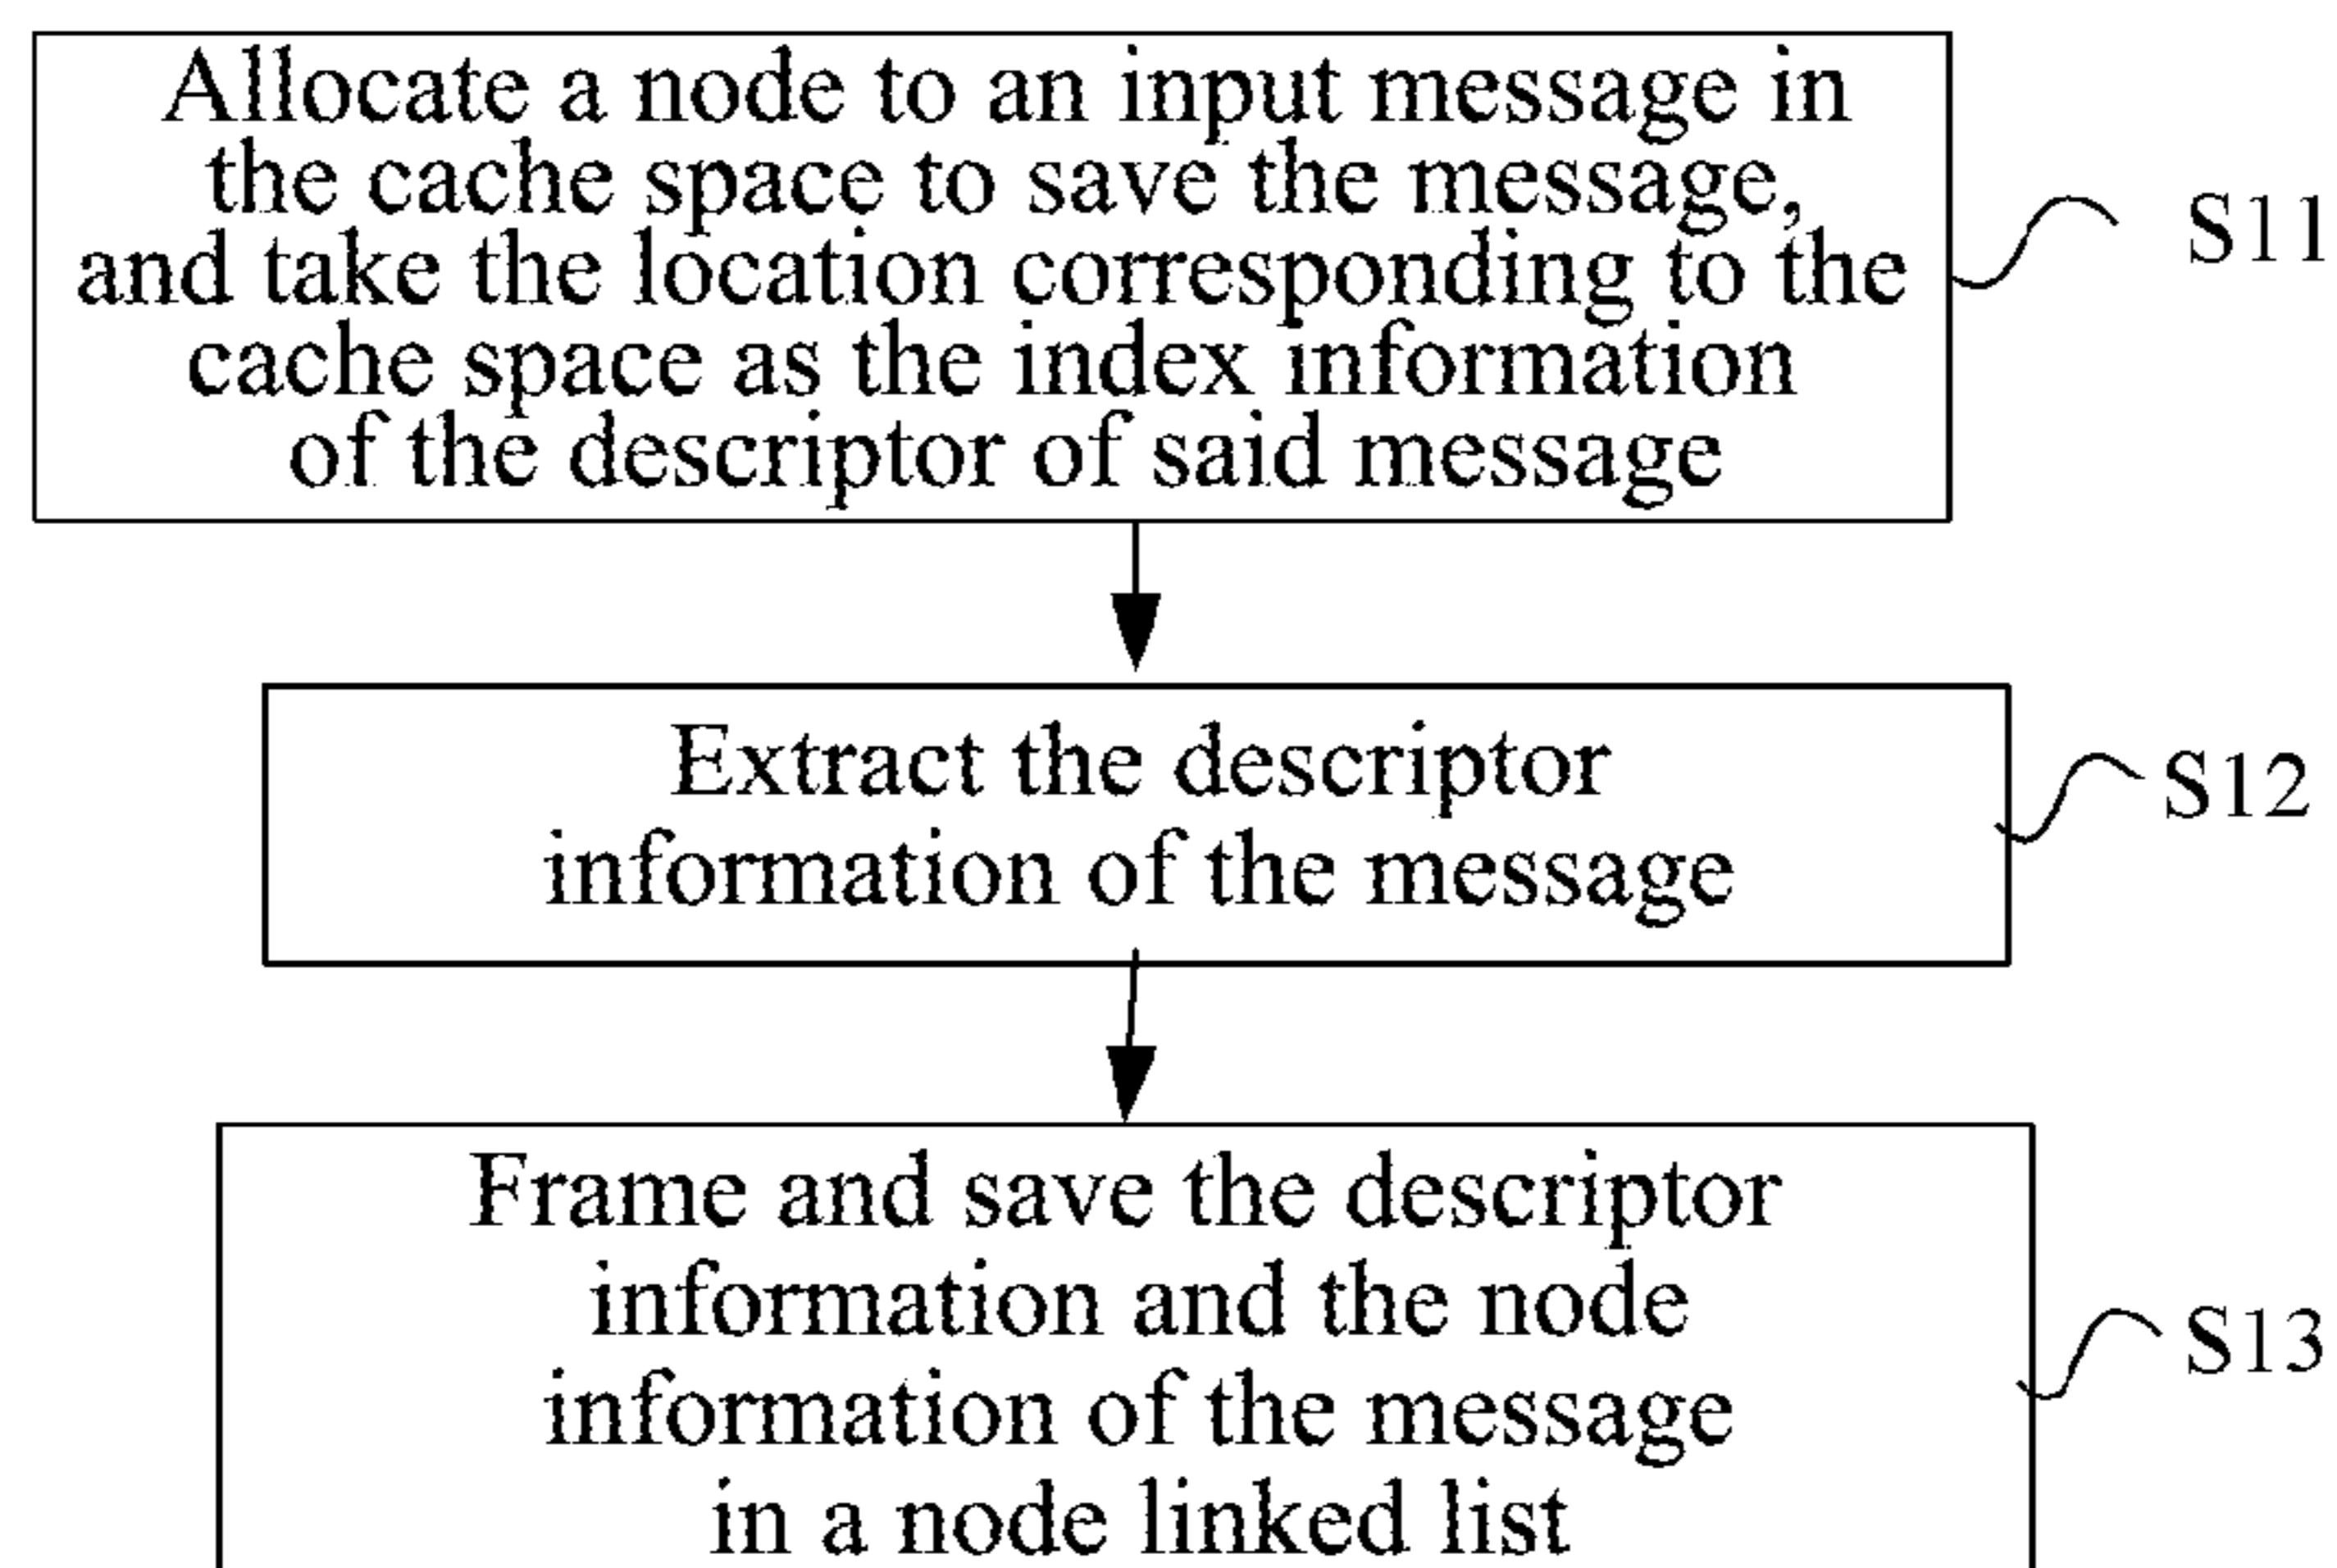 Allocate a node to an input message in
the cache space to save the message,
and take the location corresponding to the
cache space as the index information
of the descriptor of said message
S11
Extract the descriptor
information of the message
S12
Frame and save the descriptor
information and the node
information of the message
in a node linked list
S13